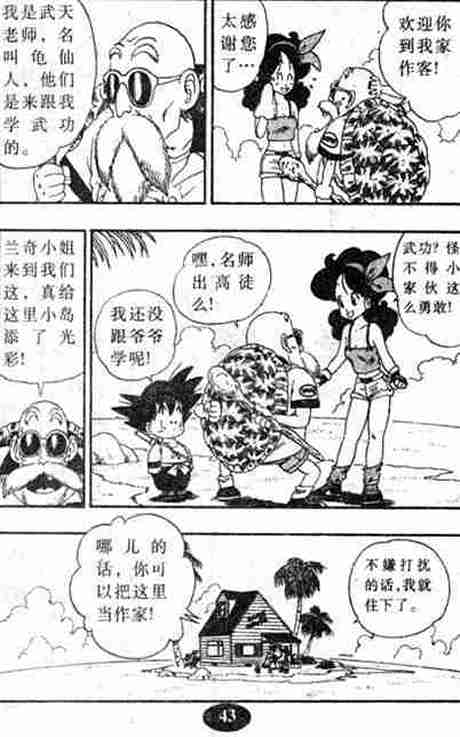 欢迎你
到我家
作客!
太感
谢您
了…
我是武天
老师,名
叫龟仙
人,他们
是来跟我
学武功
的。
武功?怪
不得小
家伙这
么勇敢!
嘿,名师
出高徒
么!
我还没
跟爷爷
学呢!
兰奇小姐
来到我们
这,真给
这里小岛
添了光
彩!
不嫌打扰
的话,我就
住下了。
哪儿的
话,你可
以把这里
当作家!
43